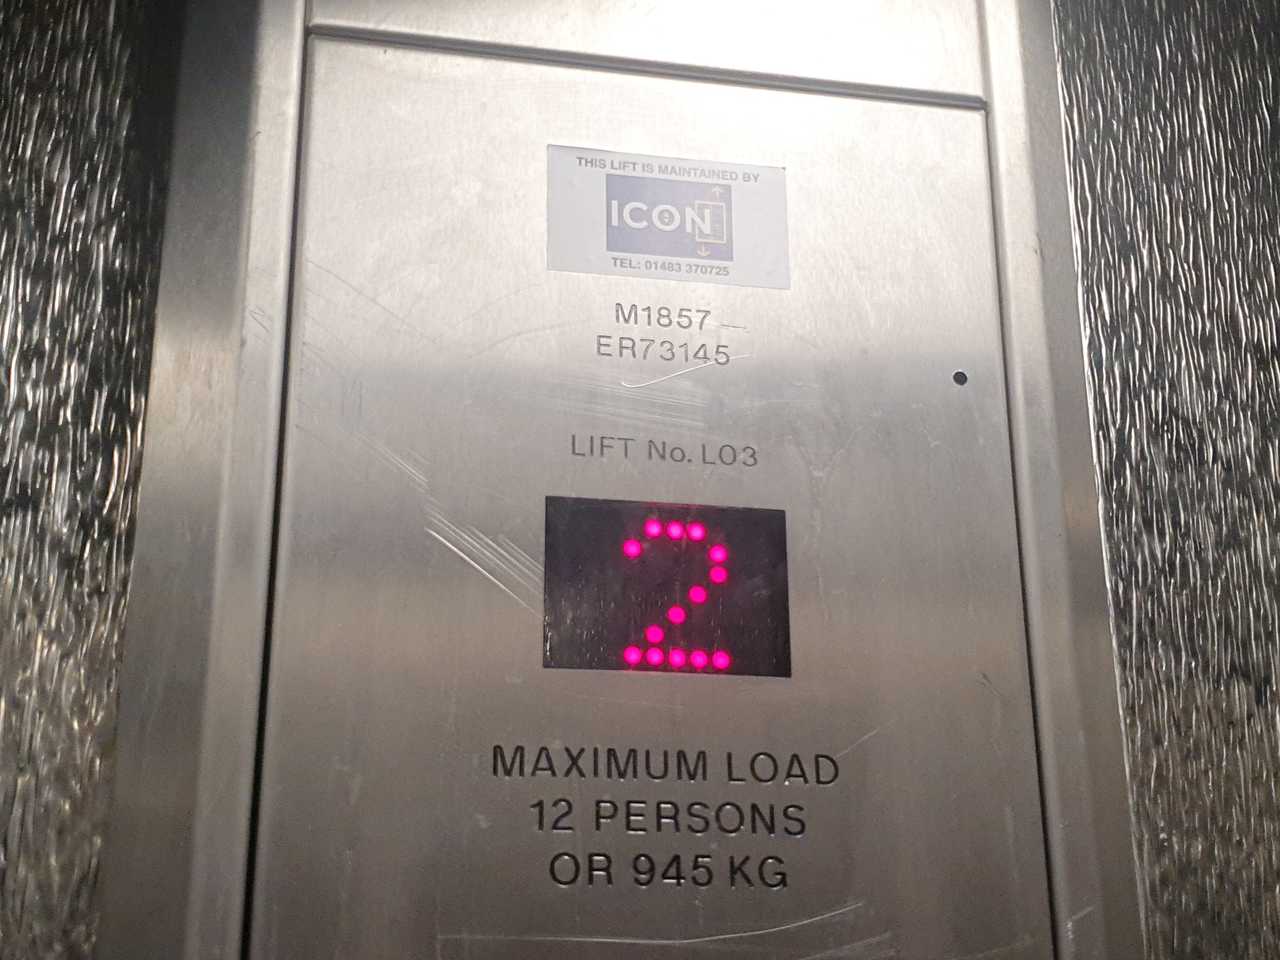 THIS LIFT IS MAINTAINED BY
ICON
TEL: 01483 370725
M1857
ER73145
LIFT No. L03
2
MAXIMUM LOAD
12 PERSONS
OR 945 KG